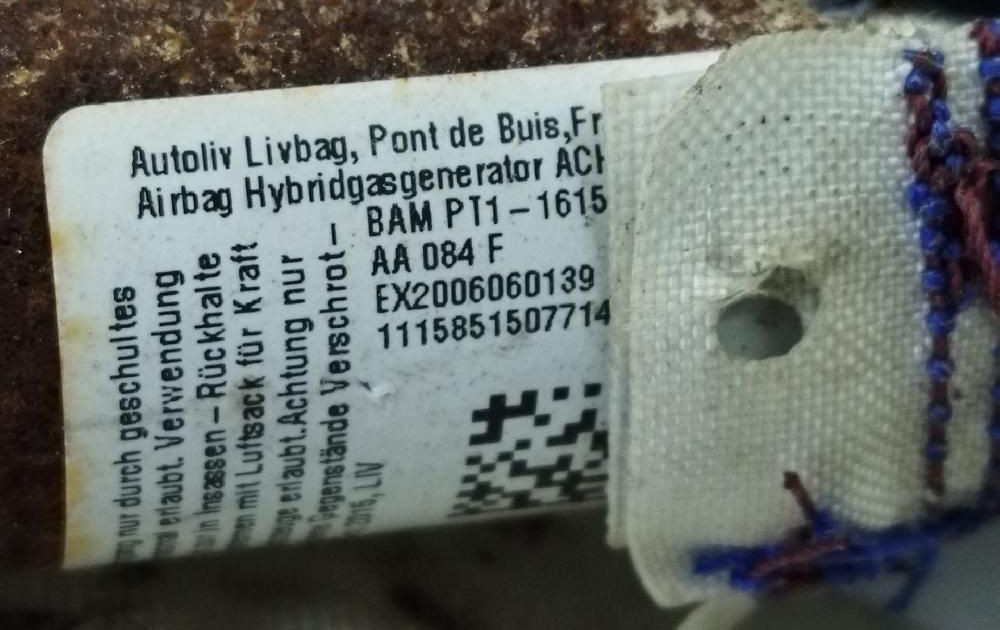 Autoliv Livbag, Pont de Buis,Fr
Airbag Hybridgasgenerator ACH
BAM PT1-1615
AA 084 F
EX2006060139
1115851507714
nur durch geschultes
erlaubt. Verwendung
in Insassen-Rückhalte
mit Luftsack für Kraft
erlaubt.Achtung nur
Gegenstände Verschrot-
LIV